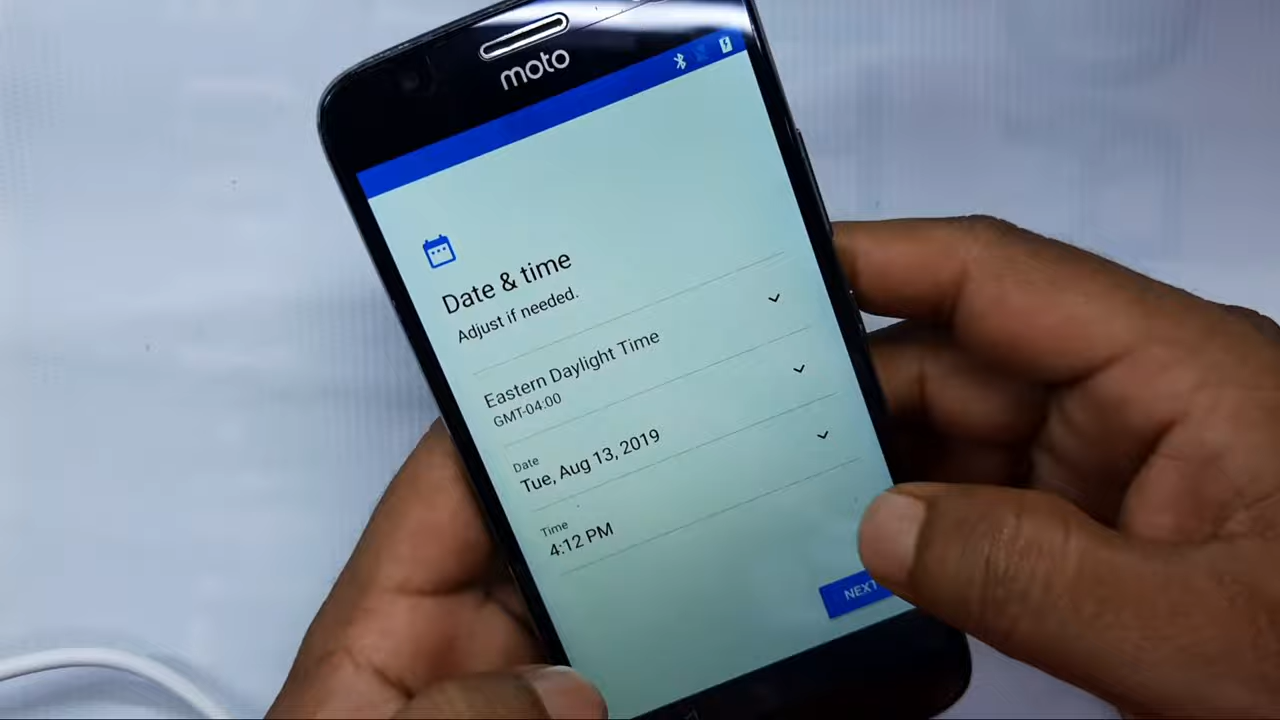 moto
Date & time
Adjust if needed.
Eastern Daylight Time
GMT-04:00
Date
Tue, Aug 13, 2019
Time
4:12 PM
NEXT